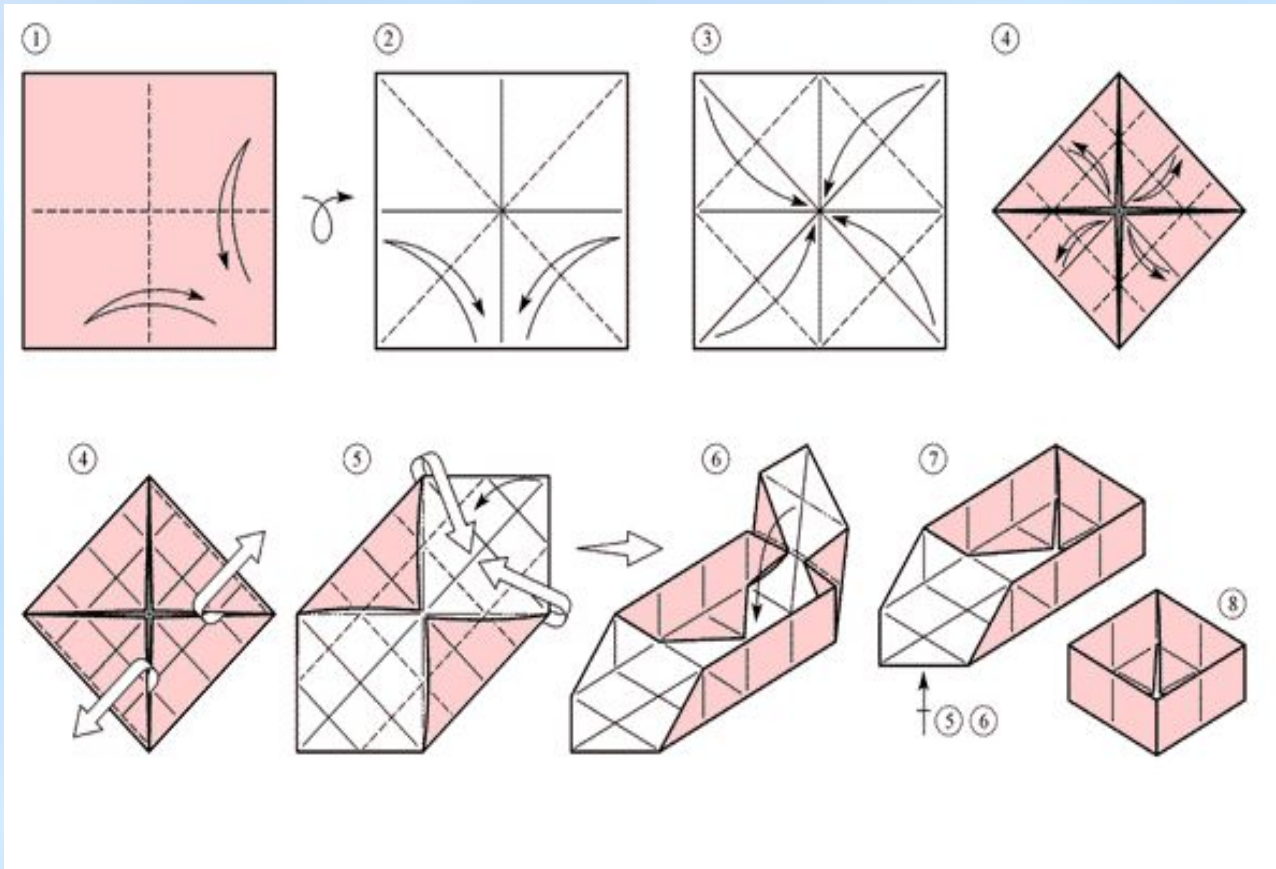 ① ② ③ ④
④ ⑤ ⑥ ⑦
⑧
⑤ ⑥